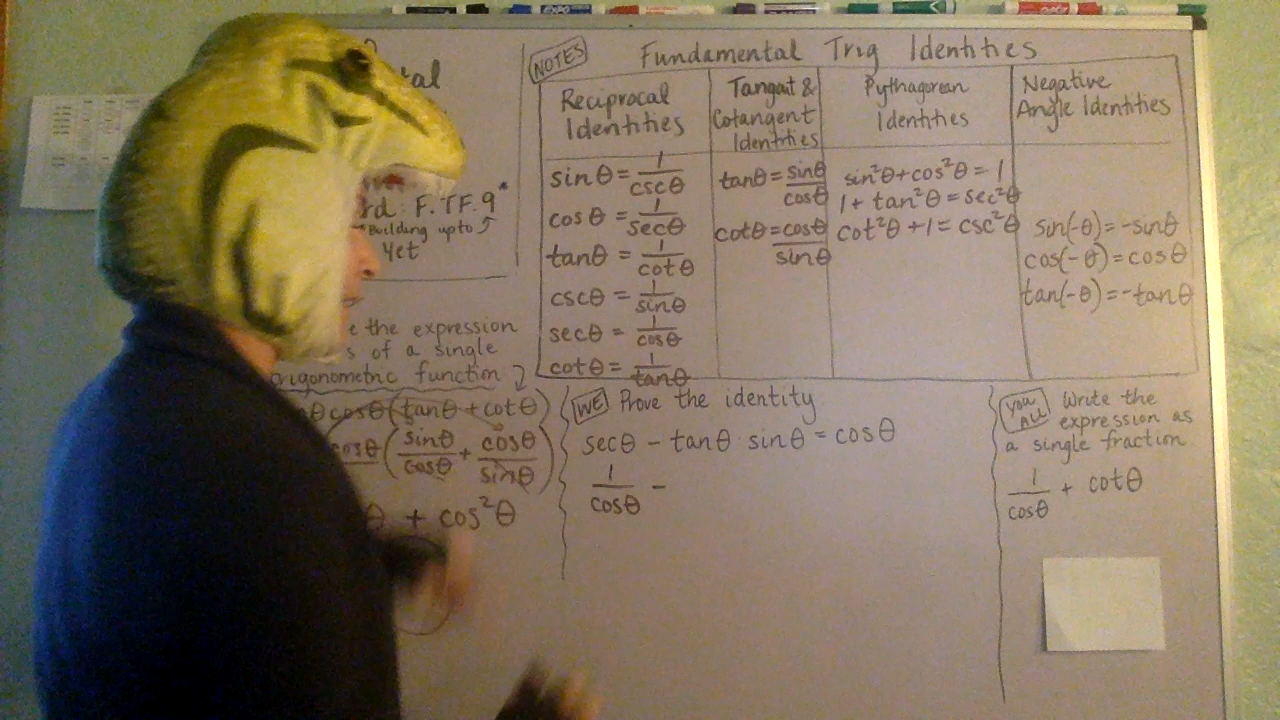 EXPO
NOTES
Fundamental Trig Identities
Reciprocal Identities
sinθ = 1/cscθ
cosθ = 1/secθ
tanθ = 1/cotθ
cscθ = 1/sinθ
secθ = 1/cosθ
cotθ = 1/tanθ
Tangent & Cotangent Identities
tanθ = sinθ/cosθ
cotθ = cosθ/sinθ
Pythagorean Identities
sin²θ + cos²θ = 1
1 + tan²θ = sec²θ
cot²θ + 1 = csc²θ
Negative Angle Identities
sin(-θ) = -sinθ
cos(-θ) = cosθ
tan(-θ) = -tanθ
F.TF.9*
*Building up to
Yet
the expression
of a single
trigonometric function
cosθ(tanθ + cotθ)
cosθ(sinθ/cosθ + cosθ/sinθ)
θ + cos²θ
WE Prove the identity
secθ - tanθ · sinθ = cosθ
1/cosθ -
YOU ALL Write the
expression as
a single fraction
1/cosθ + cotθ